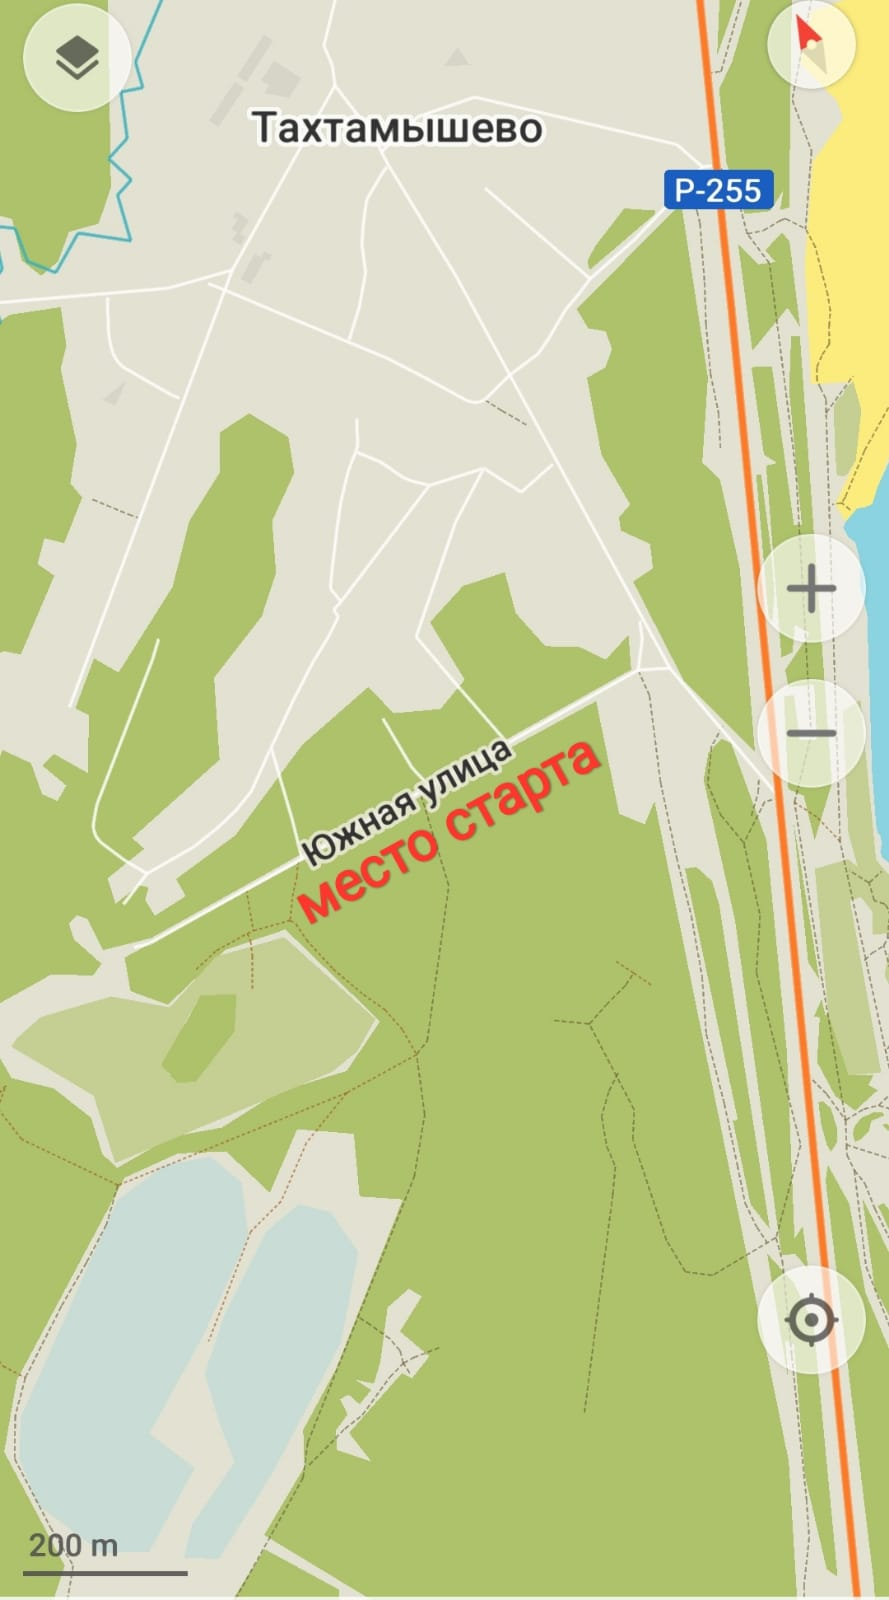 Тахтамышево
Р-255
Южная улица
место старта
200 m